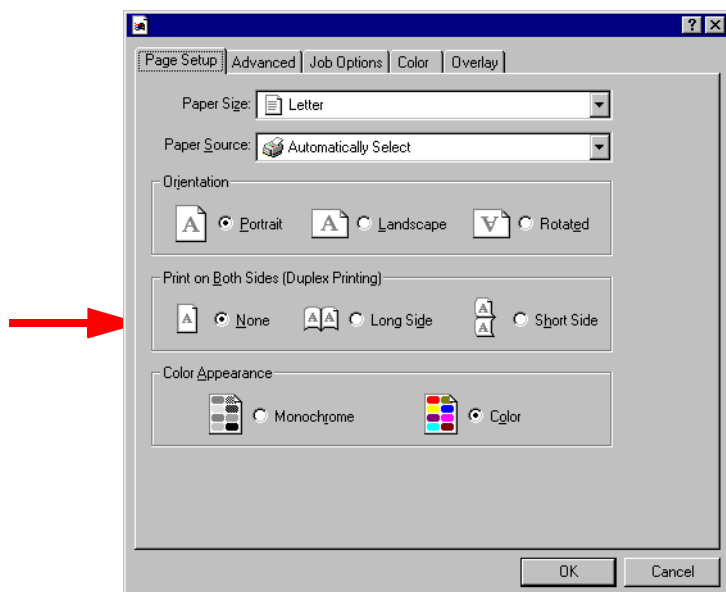 Page Setup Advanced Job Options Color Overlay
Paper Size: Letter
Paper Source: Automatically Select
Orientation
A Portrait A Landscape A Rotated
Print on Both Sides (Duplex Printing)
A None A A Long Side A A Short Side
Color Appearance
Monochrome Color
OK Cancel